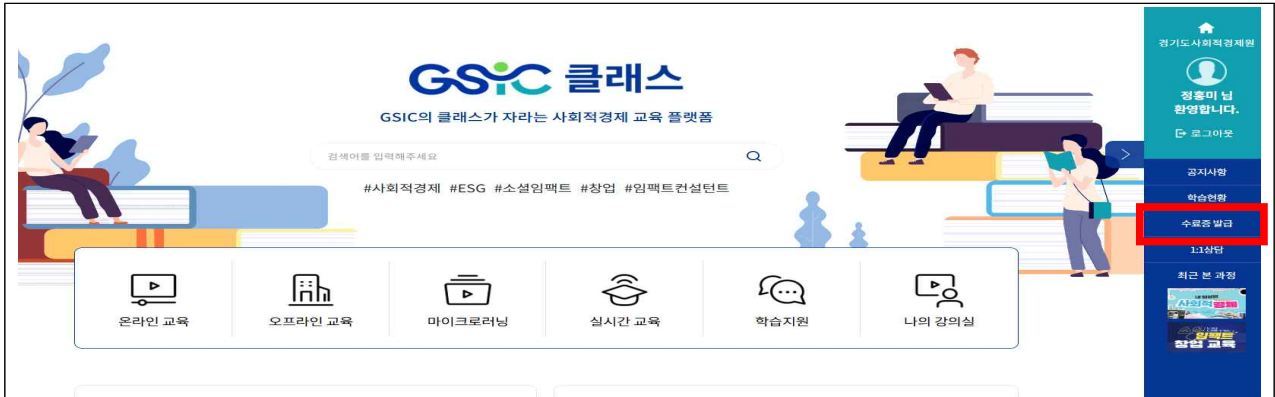 GSIC 클래스
GSIC의 클래스가 자라는 사회적경제 교육 플랫폼
검색어를 입력해주세요
#사회적경제 #ESG #소셜임팩트 #창업 #임팩트컨설턴트
온라인 교육
오프라인 교육
마이크로러닝
실시간 교육
학습지원
나의 강의실
경기도사회적경제원
정홍미 님
환영합니다.
로그아웃
공지사항
학습현황
수료증 발급
1:1상담
최근 본 과정
사회적경제
임팩트
창업 교육